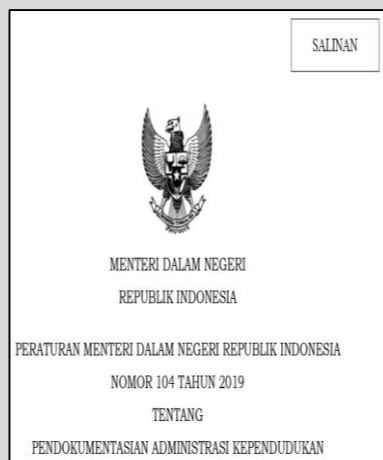 SALINAN
MENTERI DALAM NEGERI
REPUBLIK INDONESIA
PERATURAN MENTERI DALAM NEGERI REPUBLIK INDONESIA
NOMOR 104 TAHUN 2019
TENTANG
PENDOKUMENTASIAN ADMINISTRASI KEPENDUDUKAN